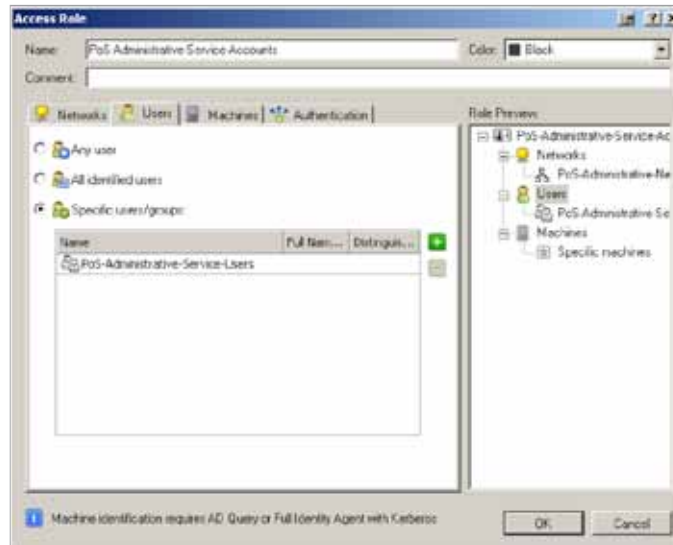 Access Role
Name: PoS Administrative Service Accounts Color: Black
Comment:
Networks Users Machines Authentication Role Preview:
Any user
All identified users
Specific users/groups:
Name Full Nam... Distinguis...
PoS-Administrative-Service-Users
PoS-Administrative-Service-Ac
Networks
PoS-Administrative-Ne
Users
PoS-Administrative Se
Machines
Specific machines
Machine identification requires AD Query or Full Identity Agent with Kerberos
OK Cancel